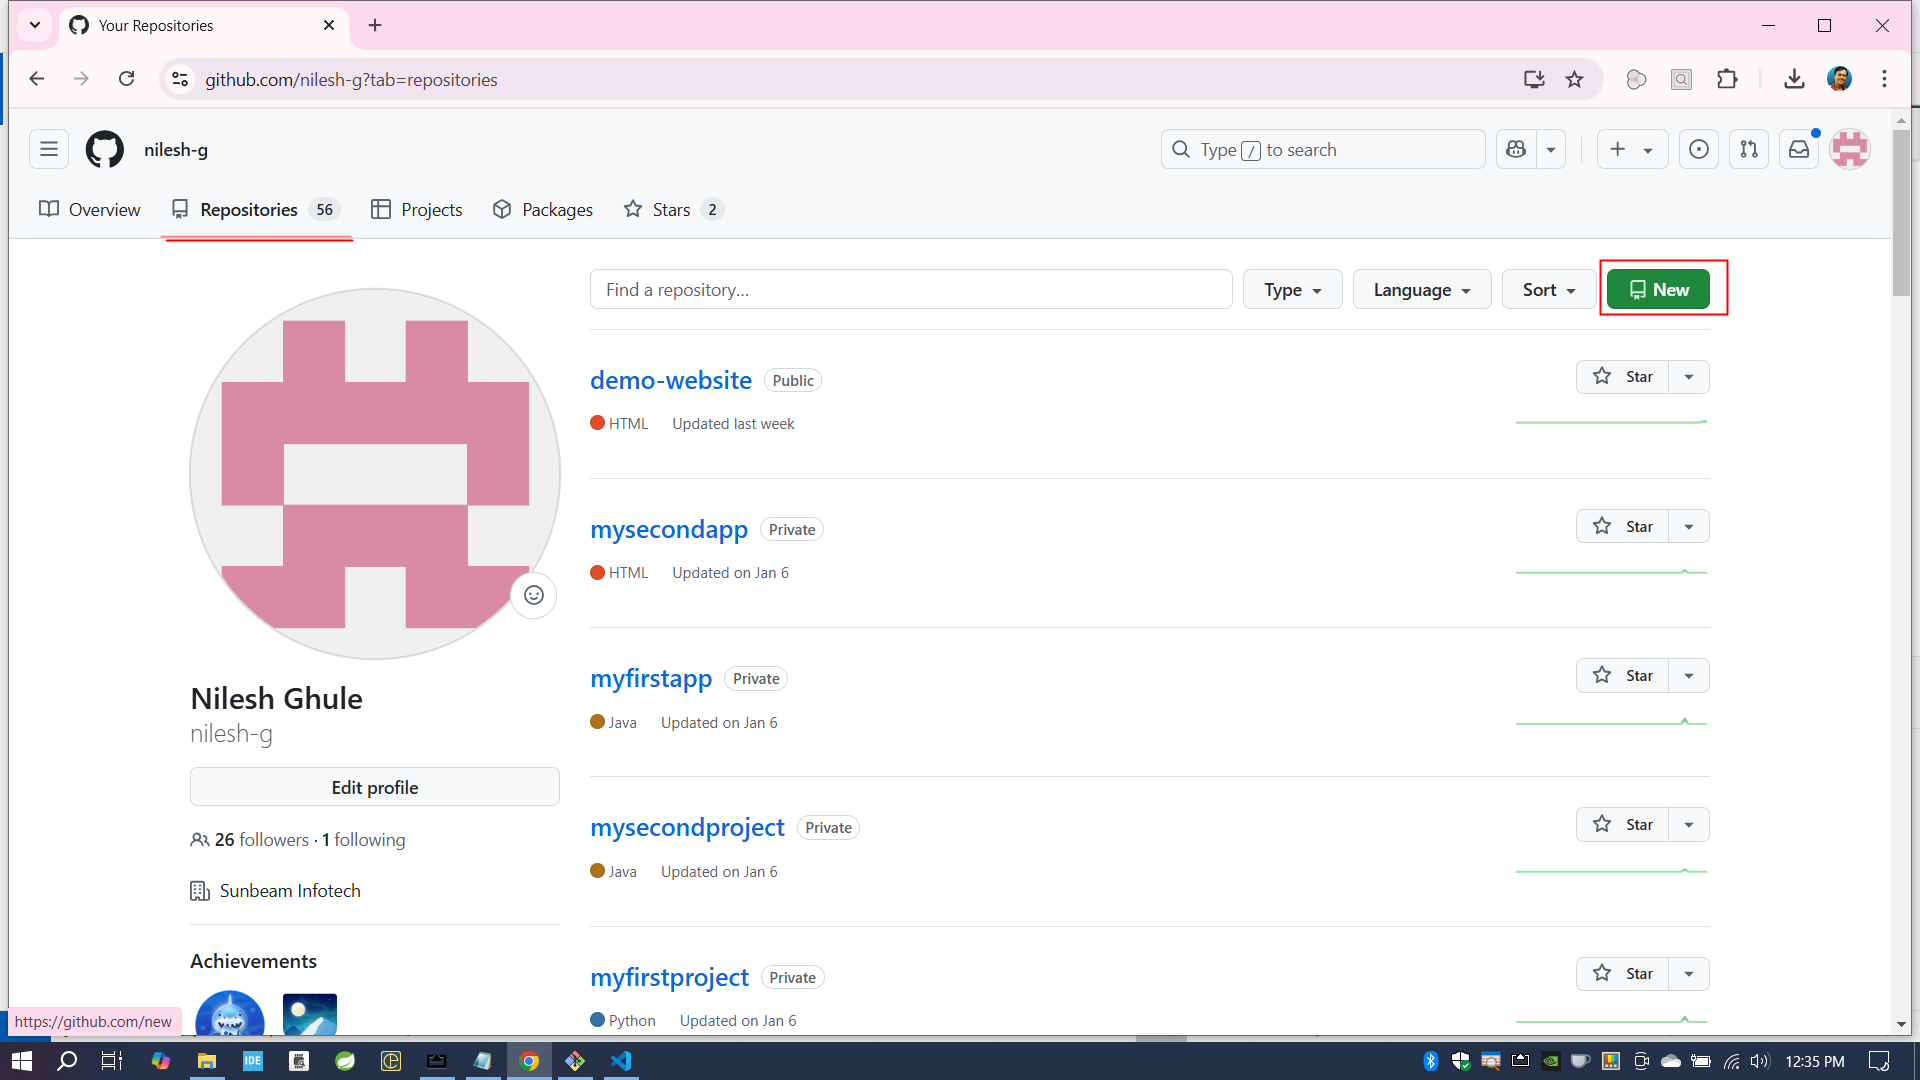 Your Repositories
github.com/nilesh-g?tab=repositories
nilesh-g
Type / to search
Overview
Repositories 56
Projects
Packages
Stars 2
Find a repository...
Type
Language
Sort
New
demo-website Public
Star
HTML Updated last week
mysecondapp Private
Star
HTML Updated on Jan 6
myfirstapp Private
Star
Java Updated on Jan 6
mysecondproject Private
Star
Java Updated on Jan 6
myfirstproject Private
Star
Python Updated on Jan 6
Nilesh Ghule
nilesh-g
Edit profile
26 followers · 1 following
Sunbeam Infotech
Achievements
https://github.com/new
IDE
12:35 PM